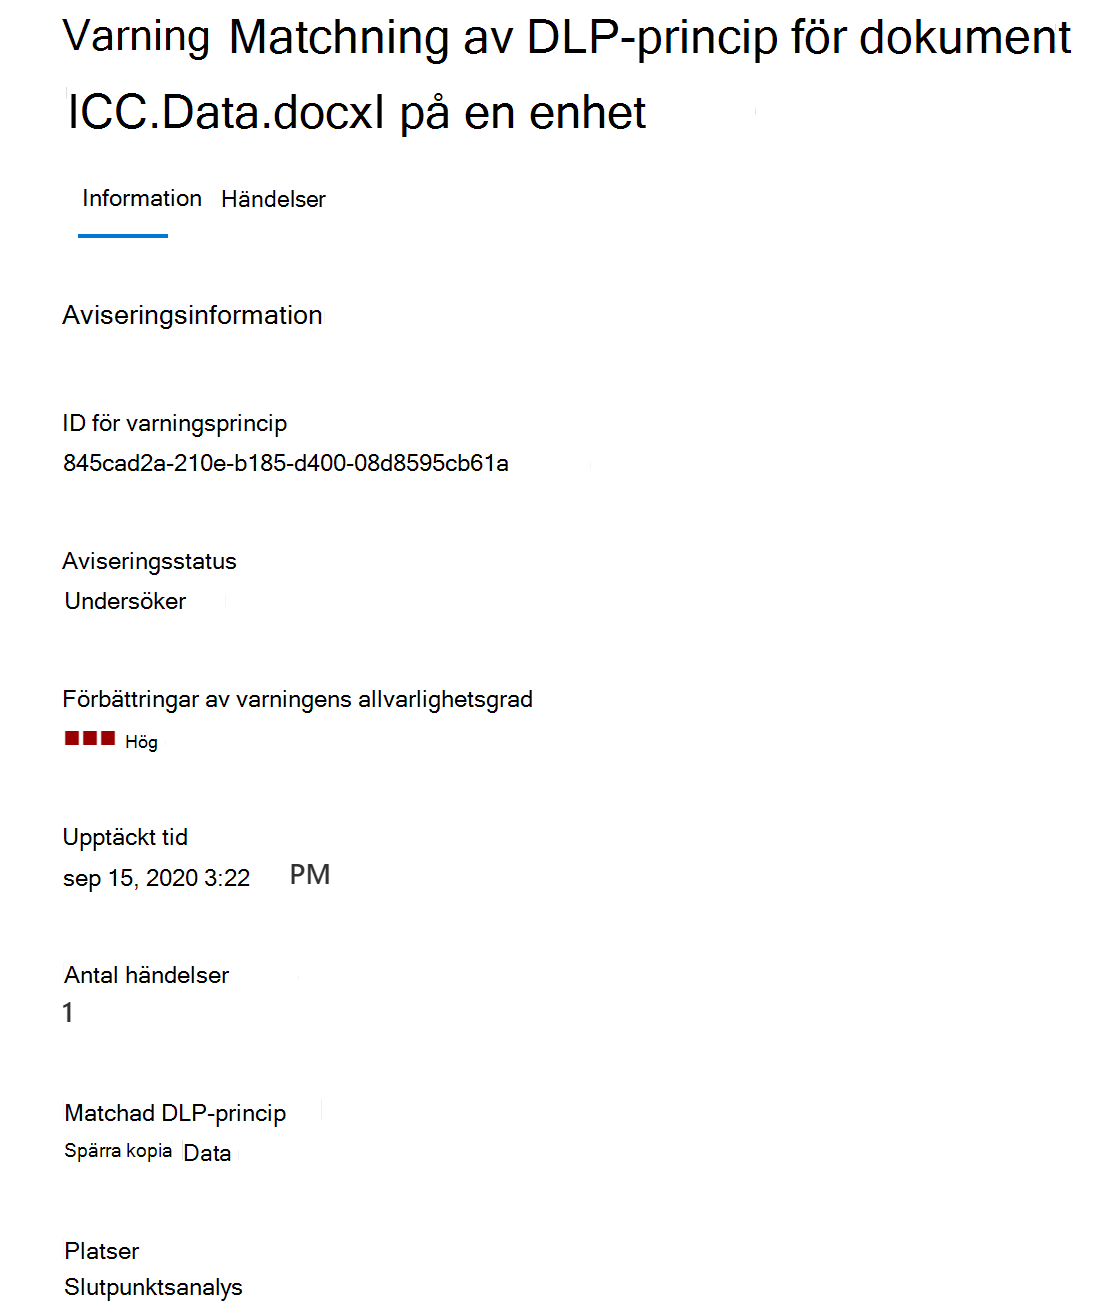 Varning Matchning av DLP-princip för dokument
ICC.Data.docxl på en enhet
Information Händelser
Aviseringsinformation
ID för varningsprincip
845cad2a-210e-b185-d400-08d8595cb61a
Aviseringsstatus
Undersöker
Förbättringar av varningens allvarlighetsgrad
Hög
Upptäckt tid
sep 15, 2020 3:22 PM
Antal händelser
1
Matchad DLP-princip
Spärra kopia Data
Platser
Slutpunktsanalys